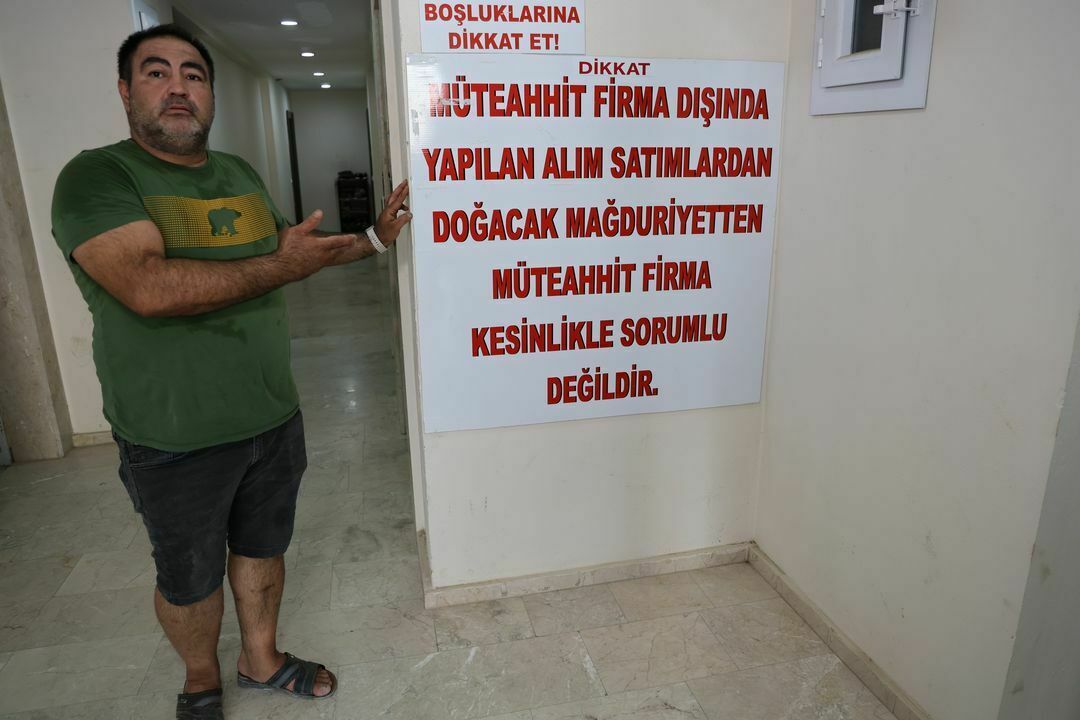 BOŞLUKLARINA
DİKKAT ET!
DİKKAT
MÜTEAHHİT FİRMA DIŞINDA
YAPILAN ALIM SATIMLARDAN
DOĞACAK MAĞDURİYETTEN
MÜTEAHHİT FİRMA
KESİNLİKLE SORUMLU
DEĞİLDİR.